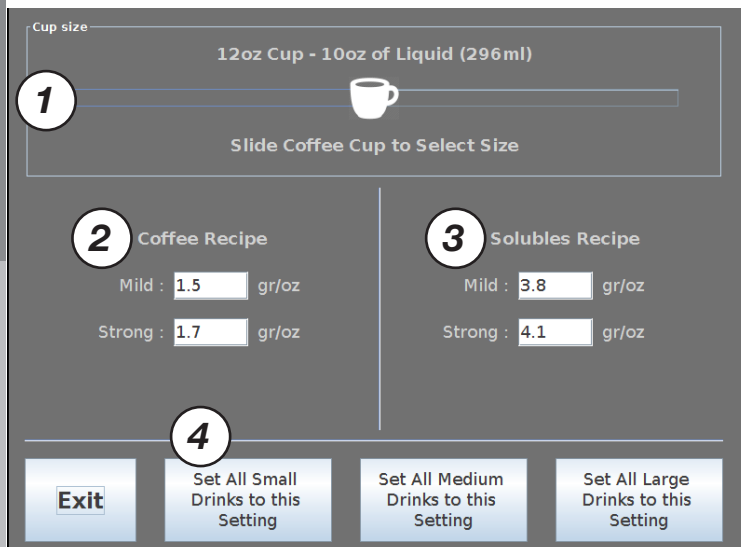 Cup size
12oz Cup - 10oz of Liquid (296ml)
1
Slide Coffee Cup to Select Size
2 Coffee Recipe
Mild : 1.5 gr/oz
Strong : 1.7 gr/oz
3 Solubles Recipe
Mild : 3.8 gr/oz
Strong : 4.1 gr/oz
4
Exit
Set All Small
Drinks to this
Setting
Set All Medium
Drinks to this
Setting
Set All Large
Drinks to this
Setting